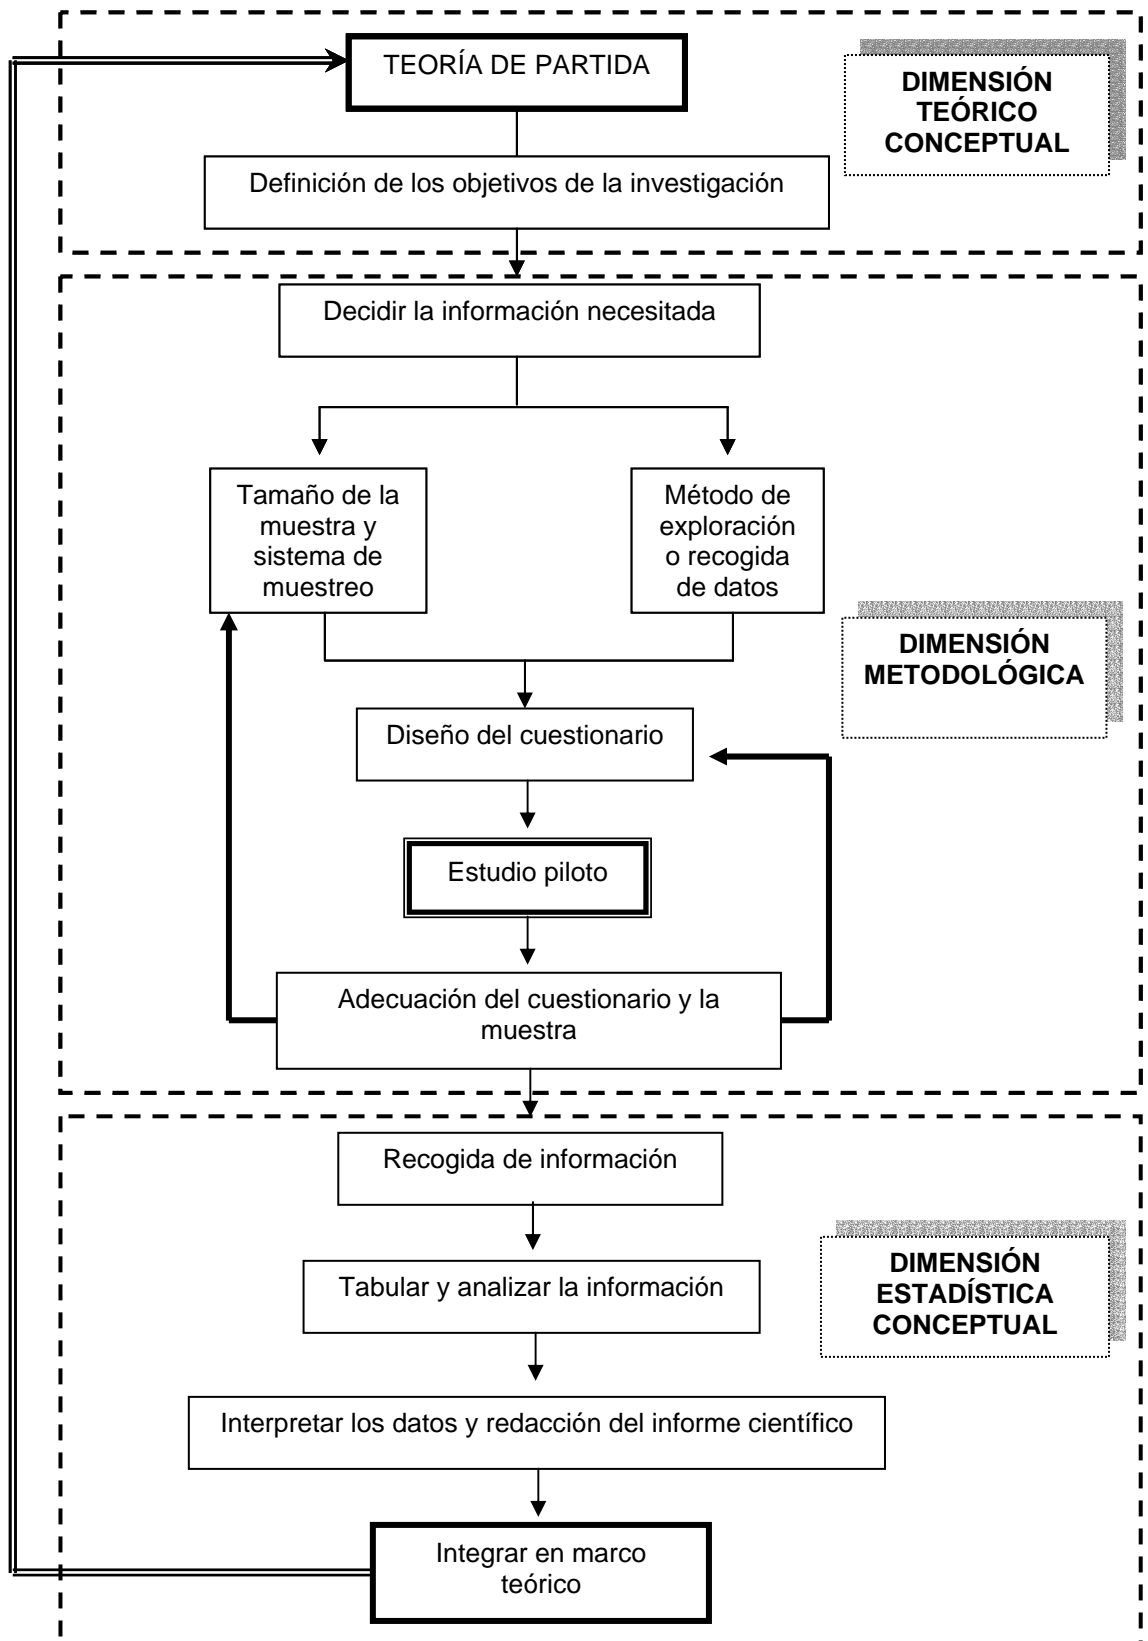 TEORÍA DE PARTIDA
DIMENSIÓN
TEÓRICO
CONCEPTUAL
Definición de los objetivos de la investigación
Decidir la información necesitada
Tamaño de la
muestra y
sistema de
muestreo
Método de
exploración
o recogida
de datos
DIMENSIÓN
METODOLÓGICA
Diseño del cuestionario
Estudio piloto
Adecuación del cuestionario y la
muestra
Recogida de información
Tabular y analizar la información
DIMENSIÓN
ESTADÍSTICA
CONCEPTUAL
Interpretar los datos y redacción del informe científico
Integrar en marco
teórico